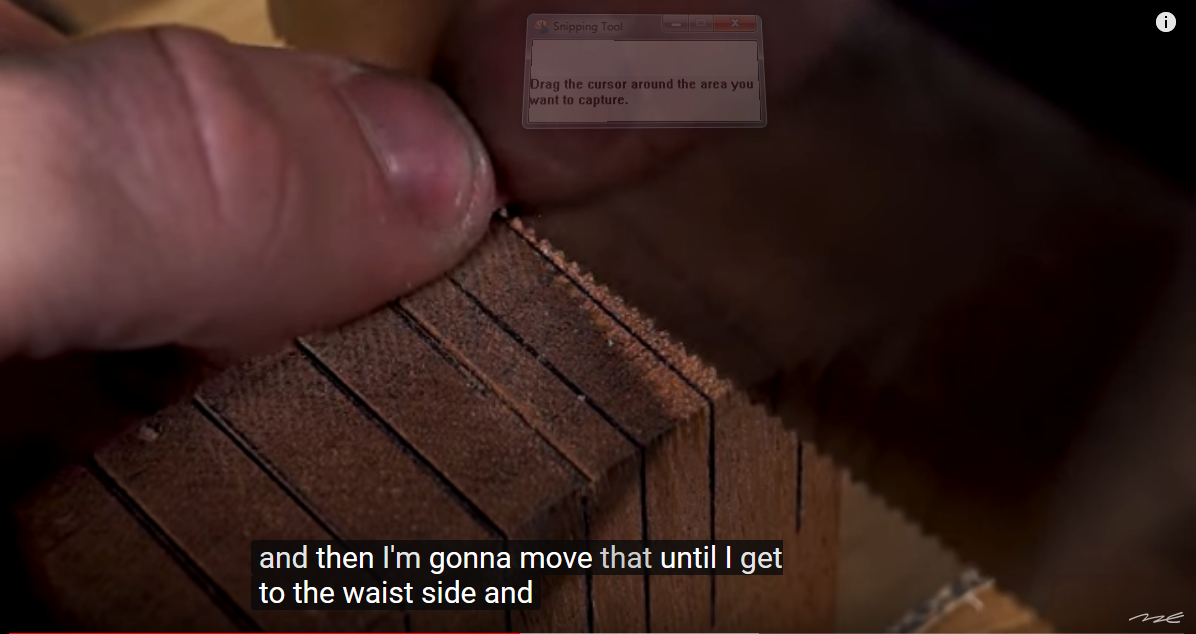 Snipping Tool
Drag the cursor around the area you
want to capture.
and then I'm gonna move that until I get
to the waist side and